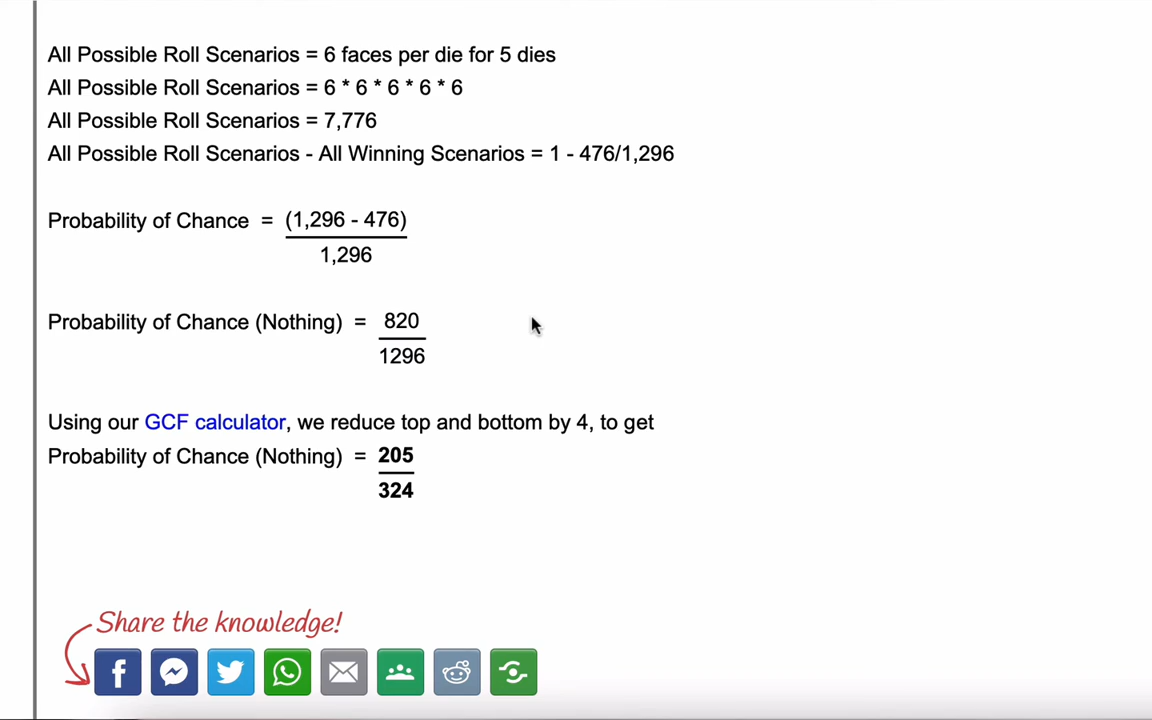 All Possible Roll Scenarios = 6 faces per die for 5 dies
All Possible Roll Scenarios = 6 * 6 * 6 * 6 * 6
All Possible Roll Scenarios = 7,776
All Possible Roll Scenarios - All Winning Scenarios = 1 - 476/1,296
Probability of Chance = (1,296 - 476)
1,296
Probability of Chance (Nothing) = 820
1296
Using our GCF calculator, we reduce top and bottom by 4, to get
Probability of Chance (Nothing) = 205
324
Share the knowledge!